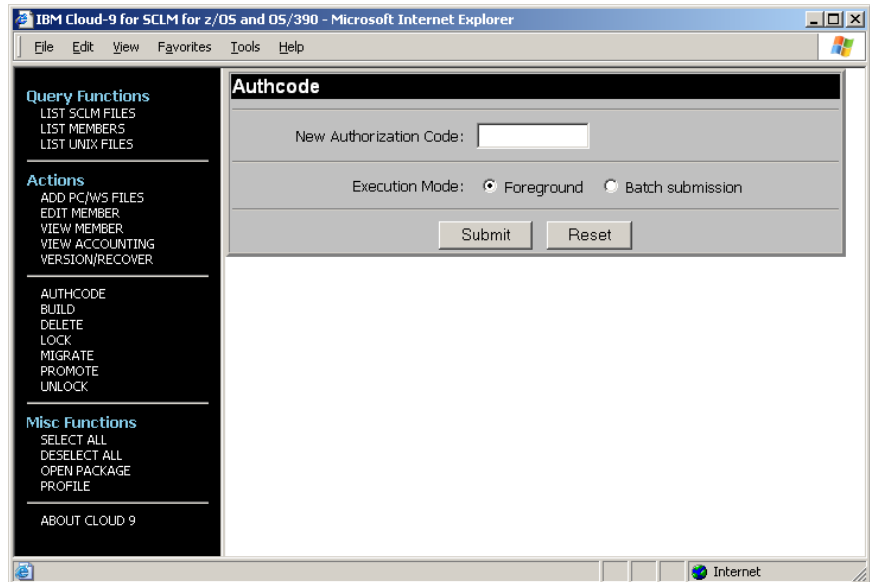 IBM Cloud-9 for SCLM for z/OS and OS/390 - Microsoft Internet Explorer
File Edit View Favorites Tools Help
Query Functions
LIST SCLM FILES
LIST MEMBERS
LIST UNIX FILES
Actions
ADD PC/WS FILES
EDIT MEMBER
VIEW MEMBER
VIEW ACCOUNTING
VERSION/RECOVER
AUTHCODE
BUILD
DELETE
LOCK
MIGRATE
PROMOTE
UNLOCK
Misc Functions
SELECT ALL
DESELECT ALL
OPEN PACKAGE
PROFILE
ABOUT CLOUD 9
Authcode
New Authorization Code:
Execution Mode: Foreground Batch submission
Submit Reset
Internet